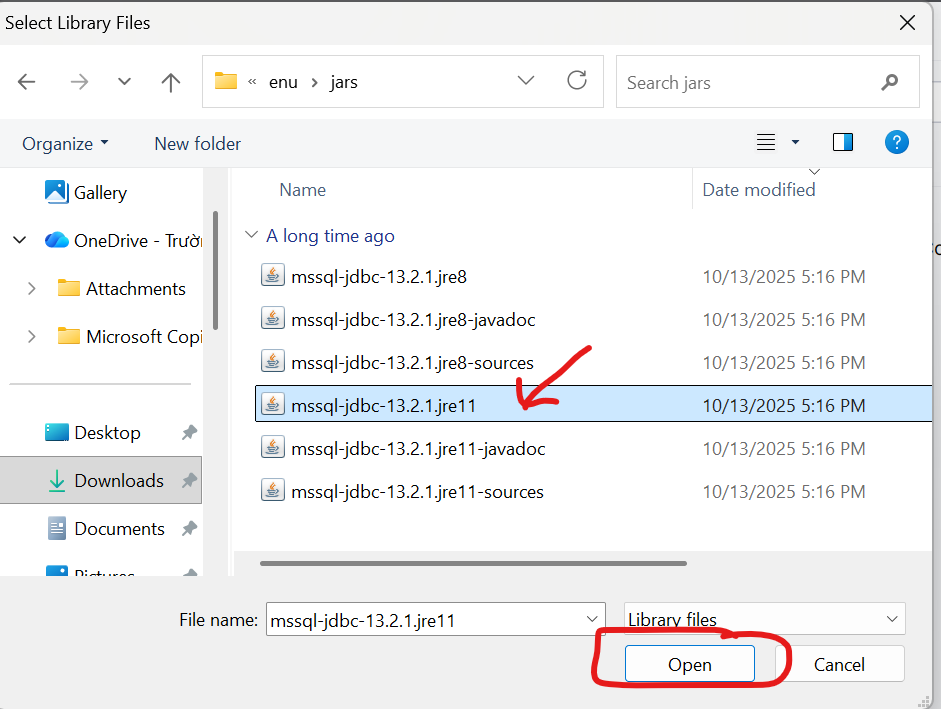 Select Library Files
« enu › jars
Search jars
Organize
New folder
?
Name
Date modified
Gallery
OneDrive - Trườ
Attachments
Microsoft Copi
Desktop
Downloads
Documents
Pictures
A long time ago
mssql-jdbc-13.2.1.jre8 10/13/2025 5:16 PM
mssql-jdbc-13.2.1.jre8-javadoc 10/13/2025 5:16 PM
mssql-jdbc-13.2.1.jre8-sources 10/13/2025 5:16 PM
mssql-jdbc-13.2.1.jre11 10/13/2025 5:16 PM
mssql-jdbc-13.2.1.jre11-javadoc 10/13/2025 5:16 PM
mssql-jdbc-13.2.1.jre11-sources 10/13/2025 5:16 PM
File name: mssql-jdbc-13.2.1.jre11
Library files
Open
Cancel